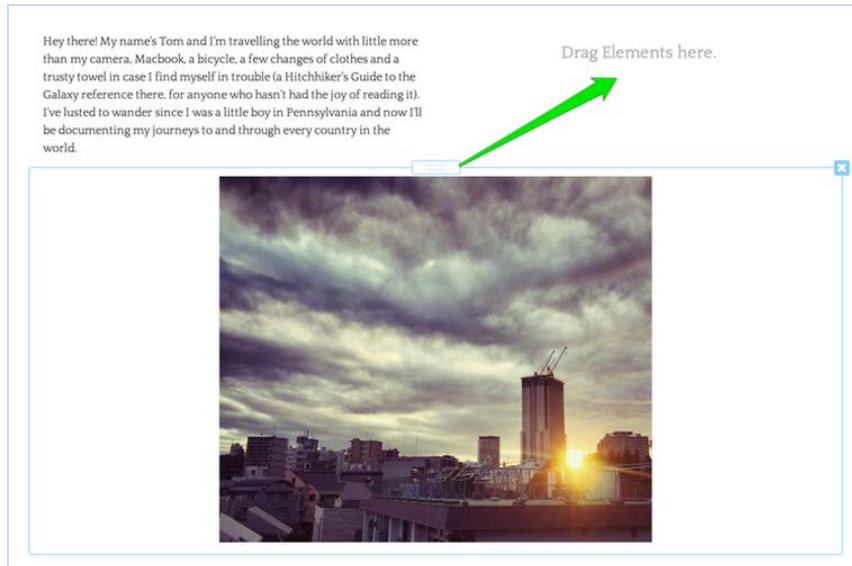 Hey there! My name's Tom and I'm travelling the world with little more
than my camera, Macbook, a bicycle, a few changes of clothes and a
trusty towel in case I find myself in trouble (a Hitchhiker's Guide to the
Galaxy reference there, for anyone who hasn't had the joy of reading it).
I've lusted to wander since I was a little boy in Pennsylvania and now I'll
be documenting my journeys to and through every country in the
world.
Drag Elements here.